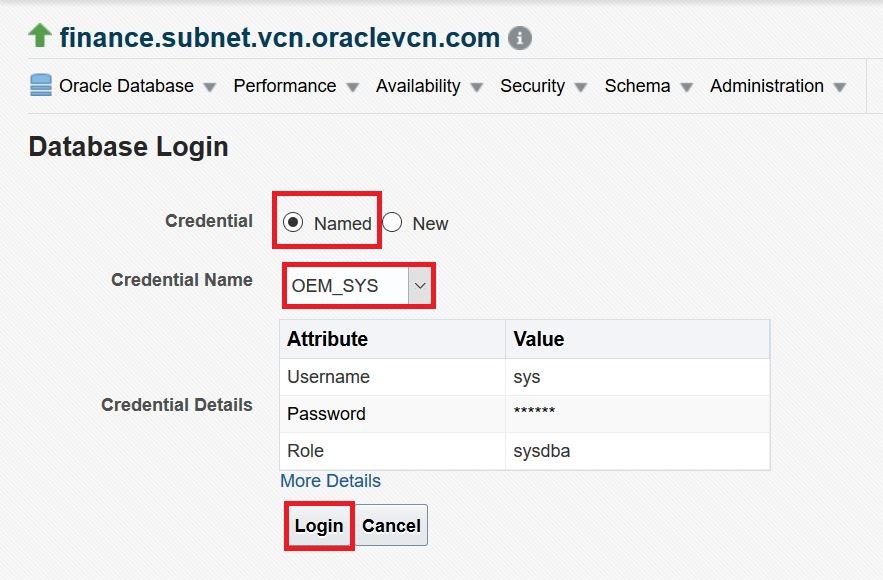 finance.subnet.vcn.oraclevcn.com i
Oracle Database Performance Availability Security Schema Administration
Database Login
Credential Named New
Credential Name OEM_SYS
Attribute Value
Username sys
Credential Details
Password ******
Role sysdba
More Details
Login Cancel